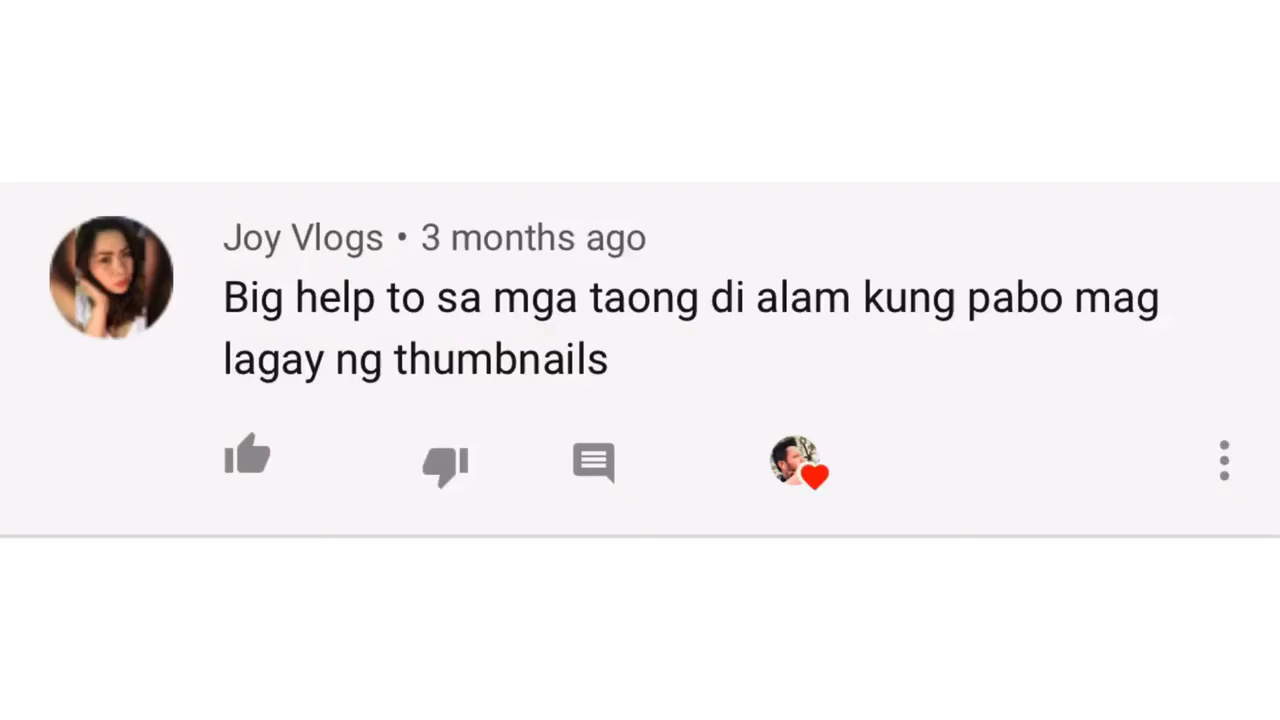 Joy Vlogs • 3 months ago
Big help to sa mga taong di alam kung pabo mag
lagay ng thumbnails